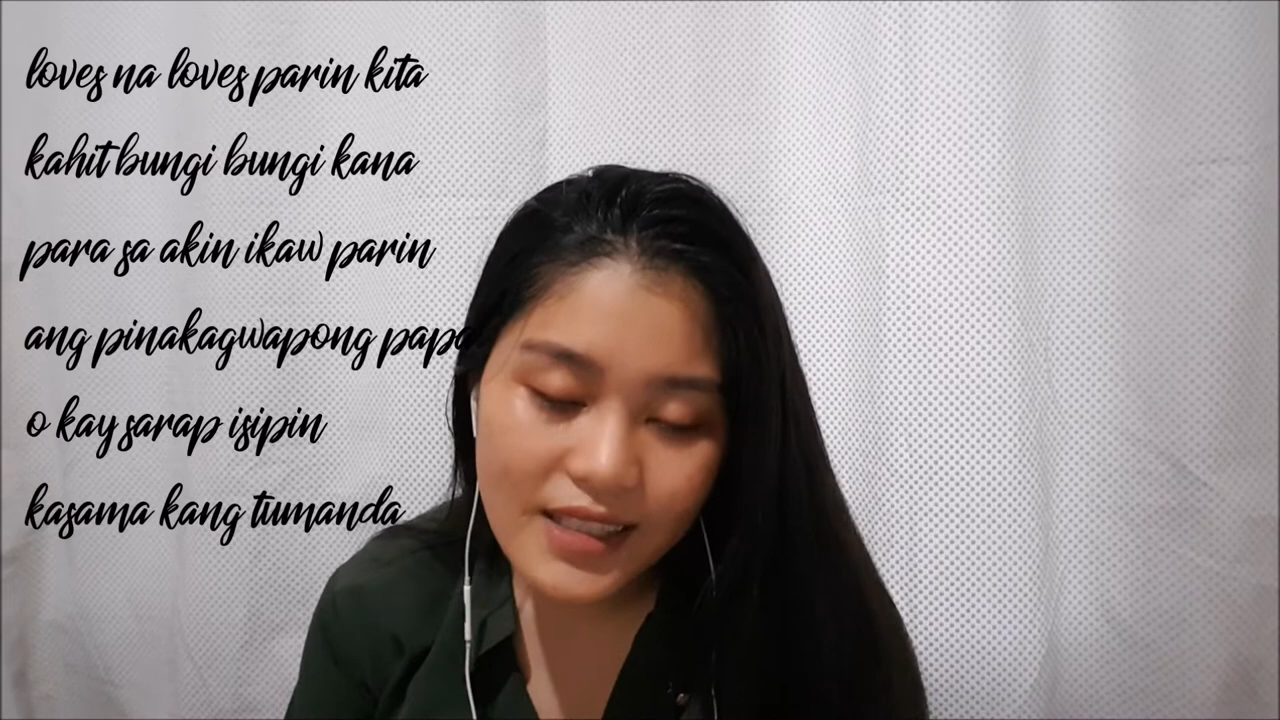 loves na loves parin kita
kahit bungi bungi kana
para sa akin ikaw parin
ang pinakagwapong papa
o kay sarap isipin
kasama kang tumanda